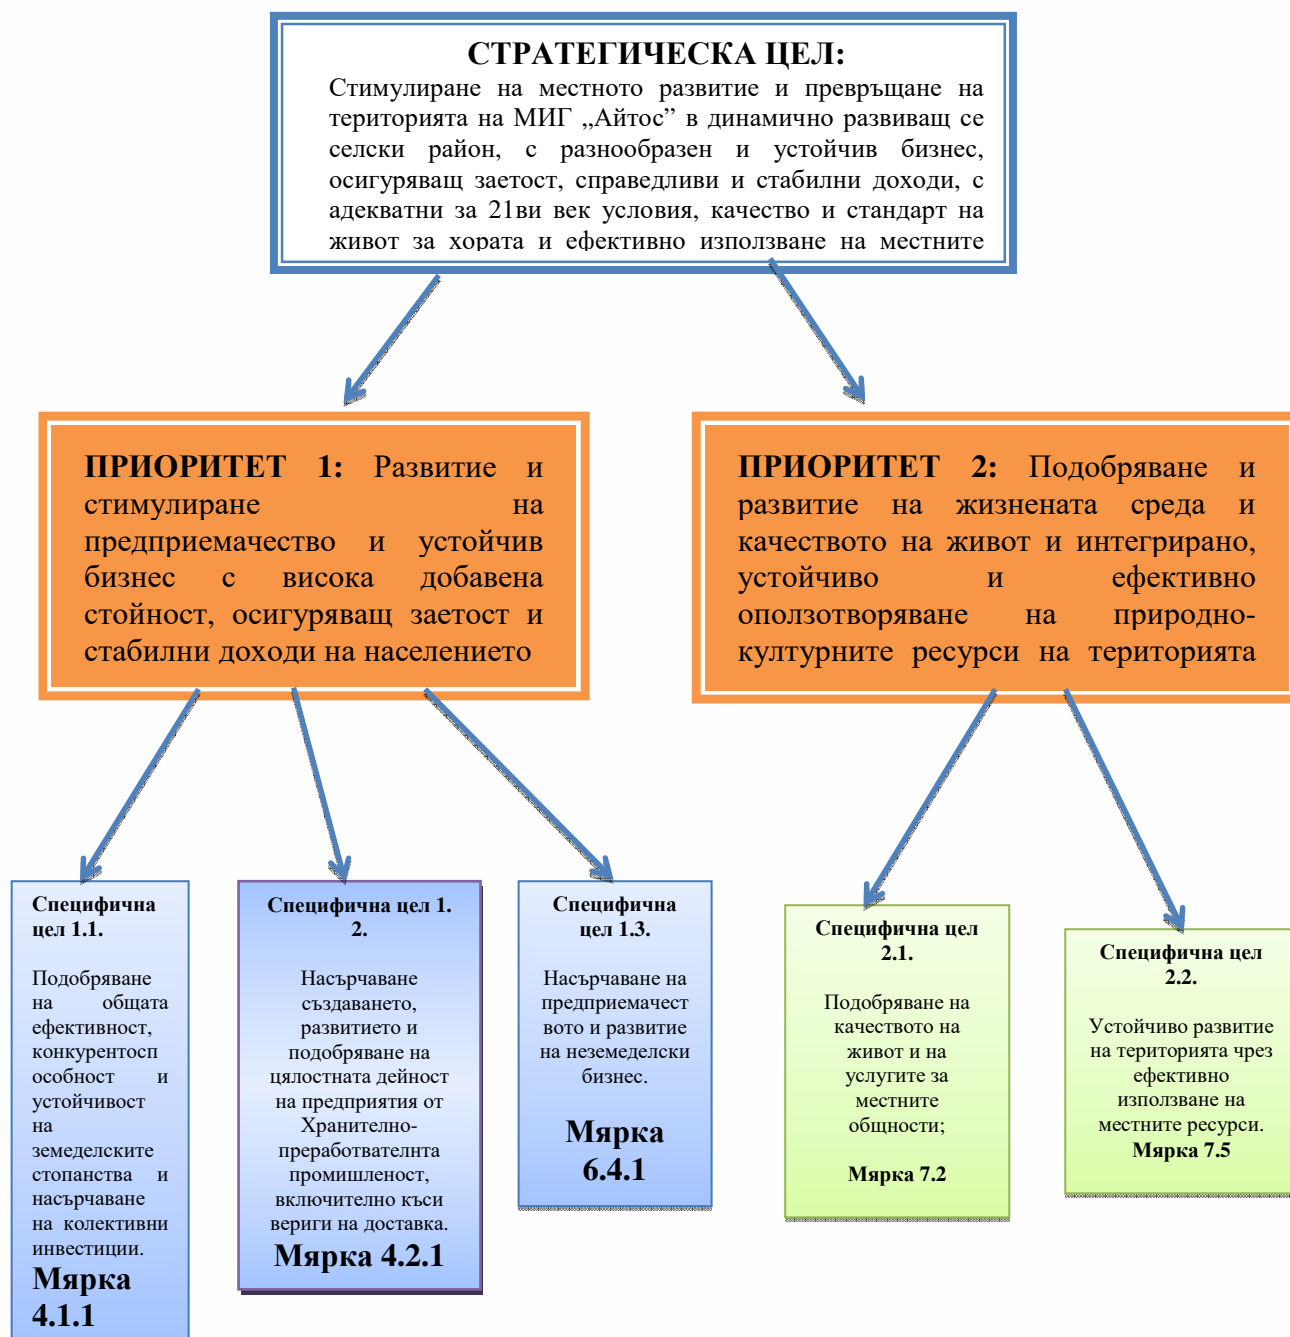 СТРАТЕГИЧЕСКА ЦЕЛ:
Стимулиране на местното развитие и превръщане на
територията на МИГ „Айтос” в динамично развиващ се
селски район, с разнообразен и устойчив бизнес,
осигуряващ заетост, справедливи и стабилни доходи, с
адекватни за 21ви век условия, качество и стандарт на
живот за хората и ефективно използване на местните
ПРИОРИТЕТ 1: Развитие и
стимулиране на
предприемачество и устойчив
бизнес с висока добавена
стойност, осигуряващ заетост и
стабилни доходи на населението
ПРИОРИТЕТ 2: Подобряване и
развитие на жизнената среда и
качеството на живот и интегрирано,
устойчиво и ефективно
оползотворяване на природно-
културните ресурси на територията
Специфична
цел 1.1.
Подобряване
на общата
ефективност,
конкурентосп
особност и
устойчивост
на
земеделските
стопанства и
насърчаване
на колективни
инвестиции.
Мярка
4.1.1
Специфична цел 1.
2.
Насърчаване
създаването,
развитието и
подобряване на
цялостната дейност
на предприятия от
Хранително-
преработвателнта
промишленост,
включително къси
вериги на доставка.
Мярка 4.2.1
Специфична
цел 1.3.
Насърчаване на
предприемачест
вото и развитие
на неземеделски
бизнес.
Мярка
6.4.1
Специфична цел
2.1.
Подобряване на
качеството на
живот и на
услугите за
местните
общности;
Мярка 7.2
Специфична цел
2.2.
Устойчиво развитие
на територията чрез
ефективно
използване на
местните ресурси.
Мярка 7.5